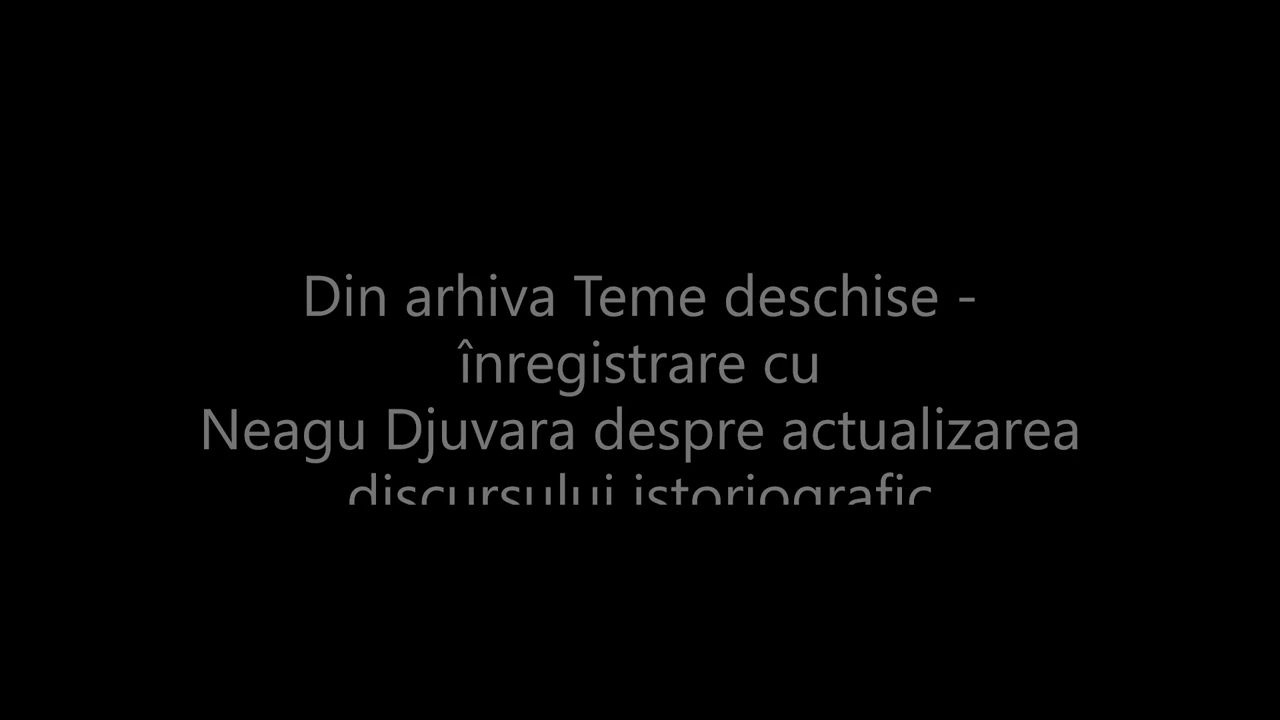 Din arhiva Teme deschise -
înregistrare cu
Neagu Djuvara despre actualizarea
discursului istoriografic